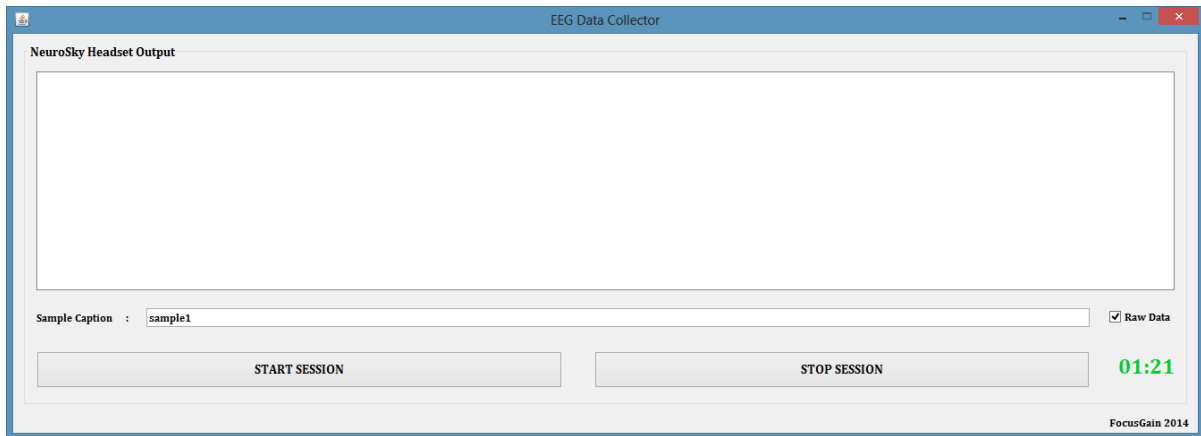 EEG Data Collector
NeuroSky Headset Output
Sample Caption : sample1 Raw Data
START SESSION STOP SESSION 01:21
FocusGain 2014